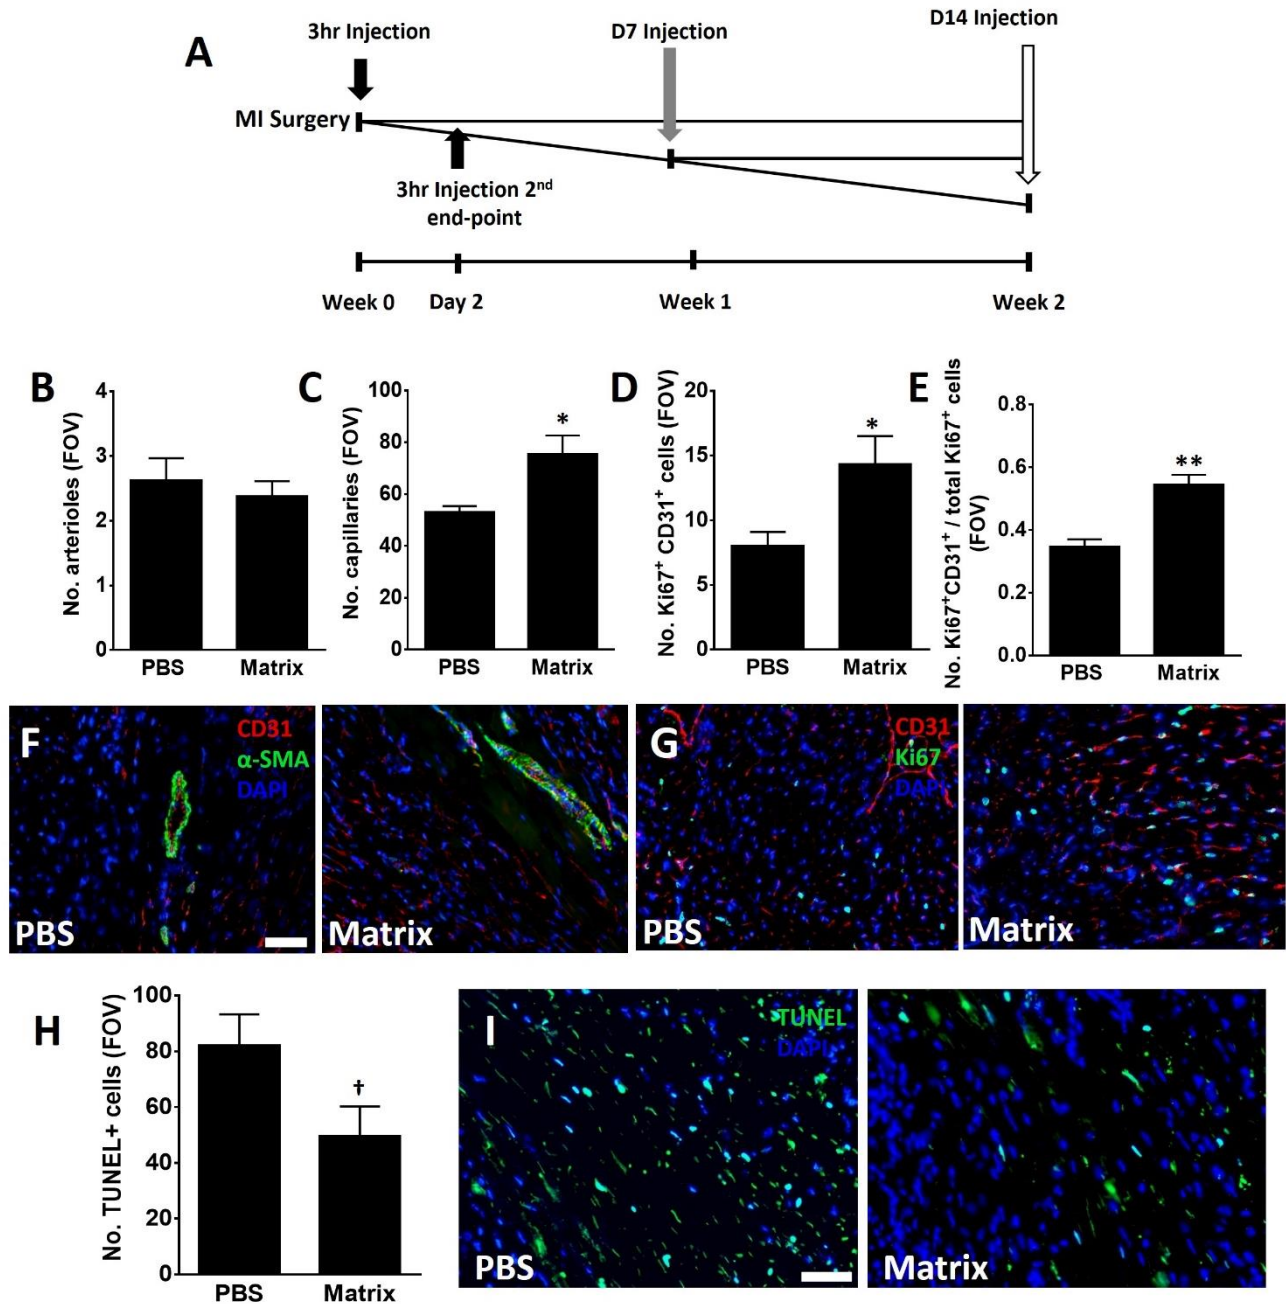 A
3hr Injection
D7 Injection
D14 Injection
MI Surgery
3hr Injection 2nd
end-point
Week 0
Day 2
Week 1
Week 2
B
No. arterioles (FOV)
4
3
2
1
0
PBS
Matrix
C
No. capillaries (FOV)
100
80
60
40
20
0
*
PBS
Matrix
D
No. Ki67+ CD31+ cells (FOV)
20
15
10
5
0
*
PBS
Matrix
E
No. Ki67+CD31+ / total Ki67+ cells
(FOV)
0.8
0.6
0.4
0.2
0.0
**
PBS
Matrix
F
CD31
α-SMA
DAPI
PBS
Matrix
G
CD31
Ki67
DAPI
PBS
Matrix
H
No. TUNEL+ cells (FOV)
100
80
60
40
20
0
†
PBS
Matrix
I
TUNEL
DAPI
PBS
Matrix